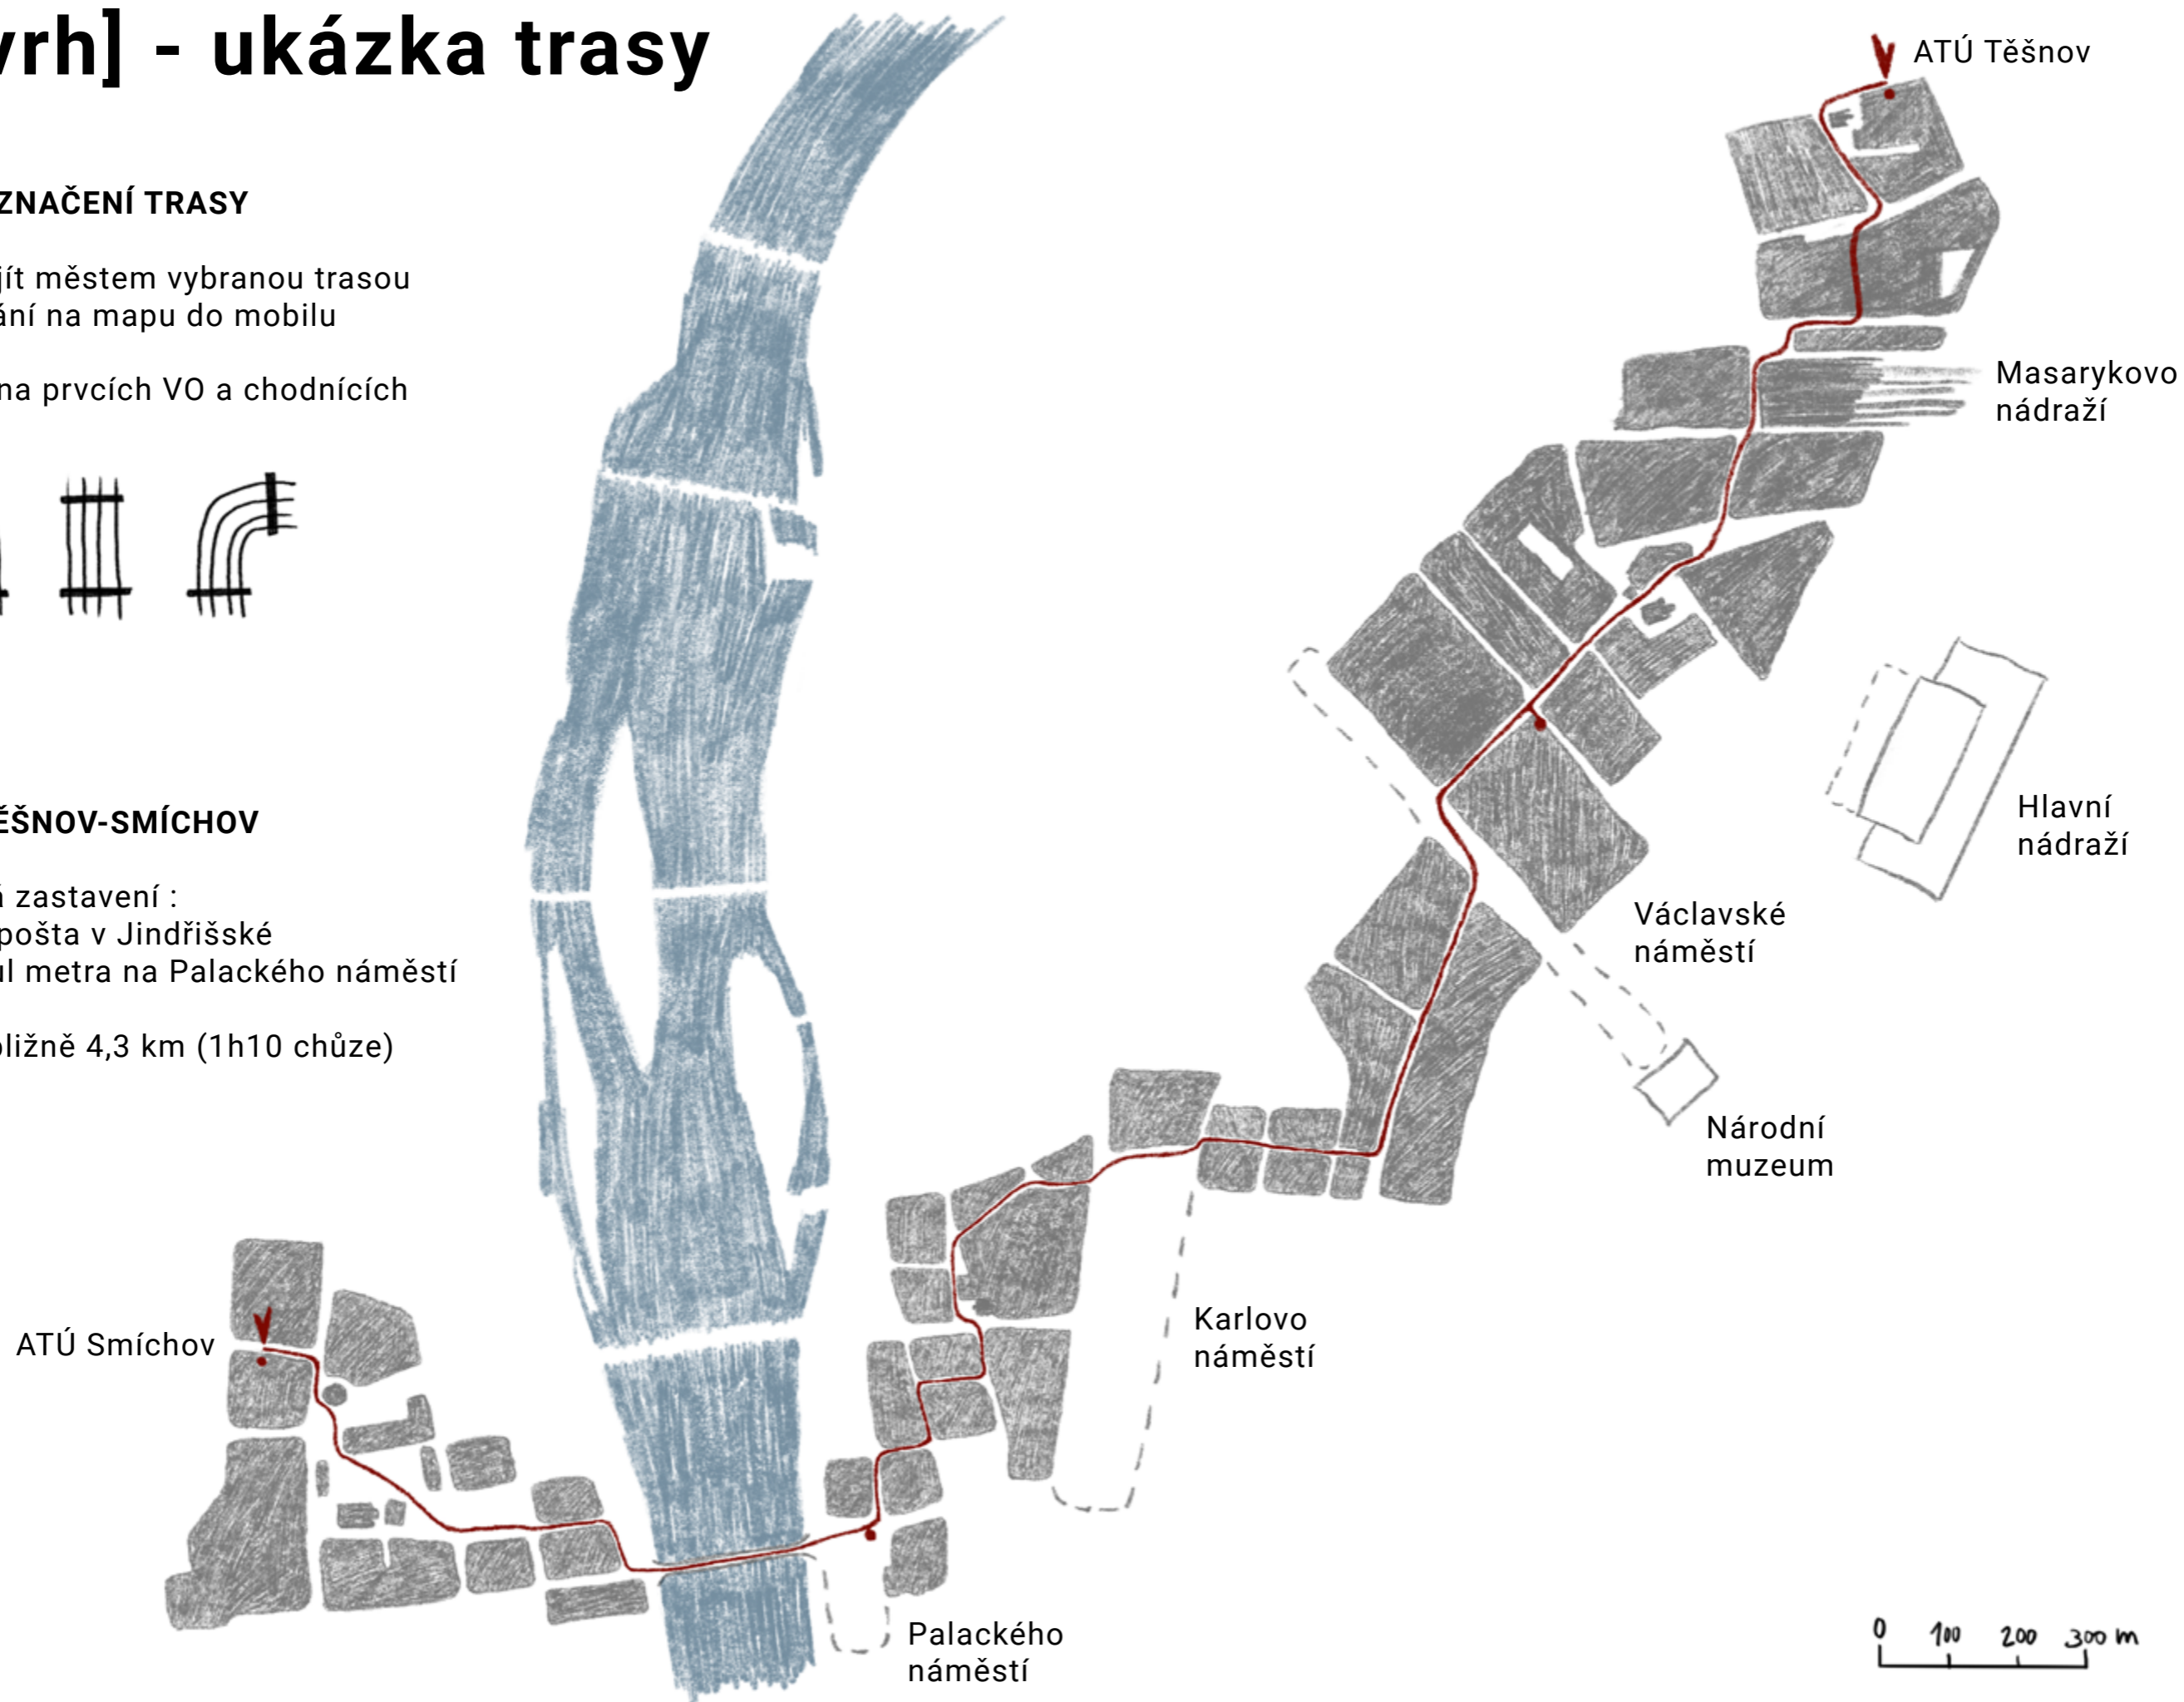 vrh] - ukázka trasy
ZNAČENÍ TRASY
jít městem vybranou trasou
ání na mapu do mobilu
na prvcích VO a chodnících
ĚŠNOV-SMÍCHOV
á zastavení :
pošta v Jindřišské
ul metra na Palackého náměstí
bližně 4,3 km (1h10 chůze)
ATÚ Těšnov
Masarykovo
nádraží
Hlavní
nádraží
Václavské
náměstí
Národní
muzeum
Karlovo
náměstí
ATÚ Smíchov
Palackého
náměstí
0 100 200 300 m